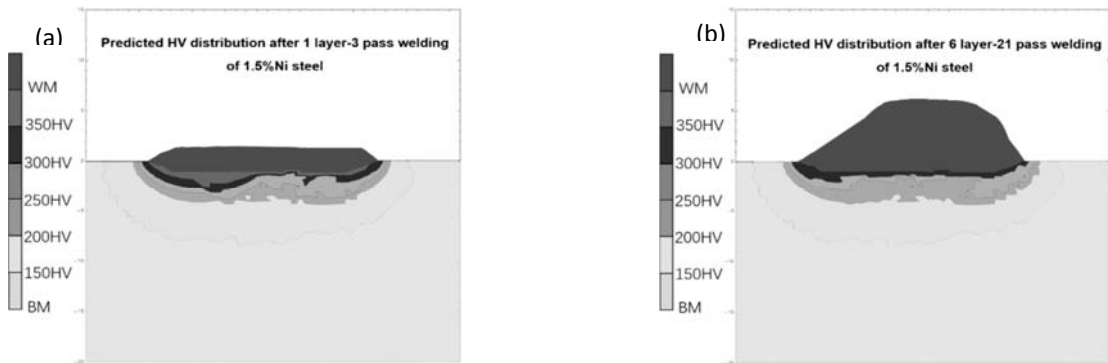 (a)
Predicted HV distribution after 1 layer-3 pass welding
of 1.5%Ni steel
WM
350HV
300HV
250HV
200HV
150HV
BM
(b)
Predicted HV distribution after 6 layer-21 pass welding
of 1.5%Ni steel
WM
350HV
300HV
250HV
200HV
150HV
BM